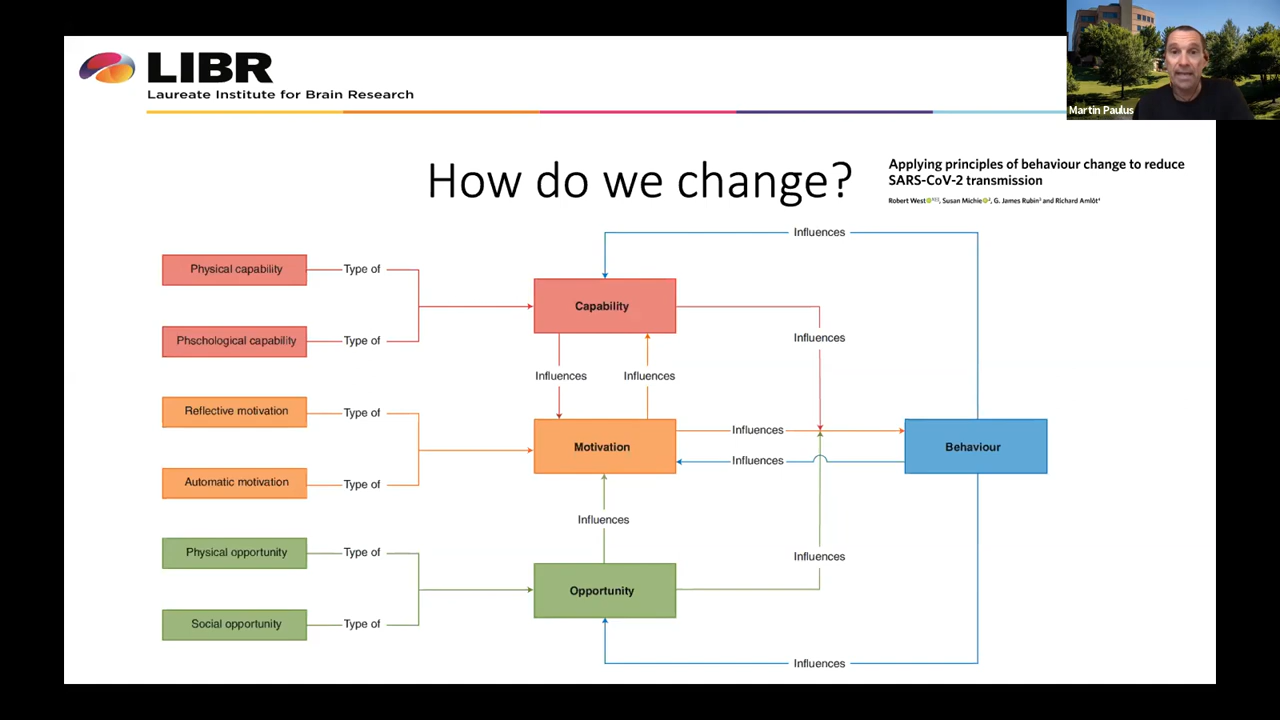 LIBR
Laureate Institute for Brain Research
Martin Paulus
How do we change?
Applying principles of behaviour change to reduce
SARS-CoV-2 transmission
Robert West, Susan Michie, G. James Rubin and Richard Amlôt
Influences
Physical capability
Type of
Capability
Influences
Phschological capability
Type of
Influences
Influences
Reflective motivation
Type of
Influences
Motivation
Behaviour
Influences
Automatic motivation
Type of
Influences
Physical opportunity
Type of
Influences
Opportunity
Social opportunity
Type of
Influences